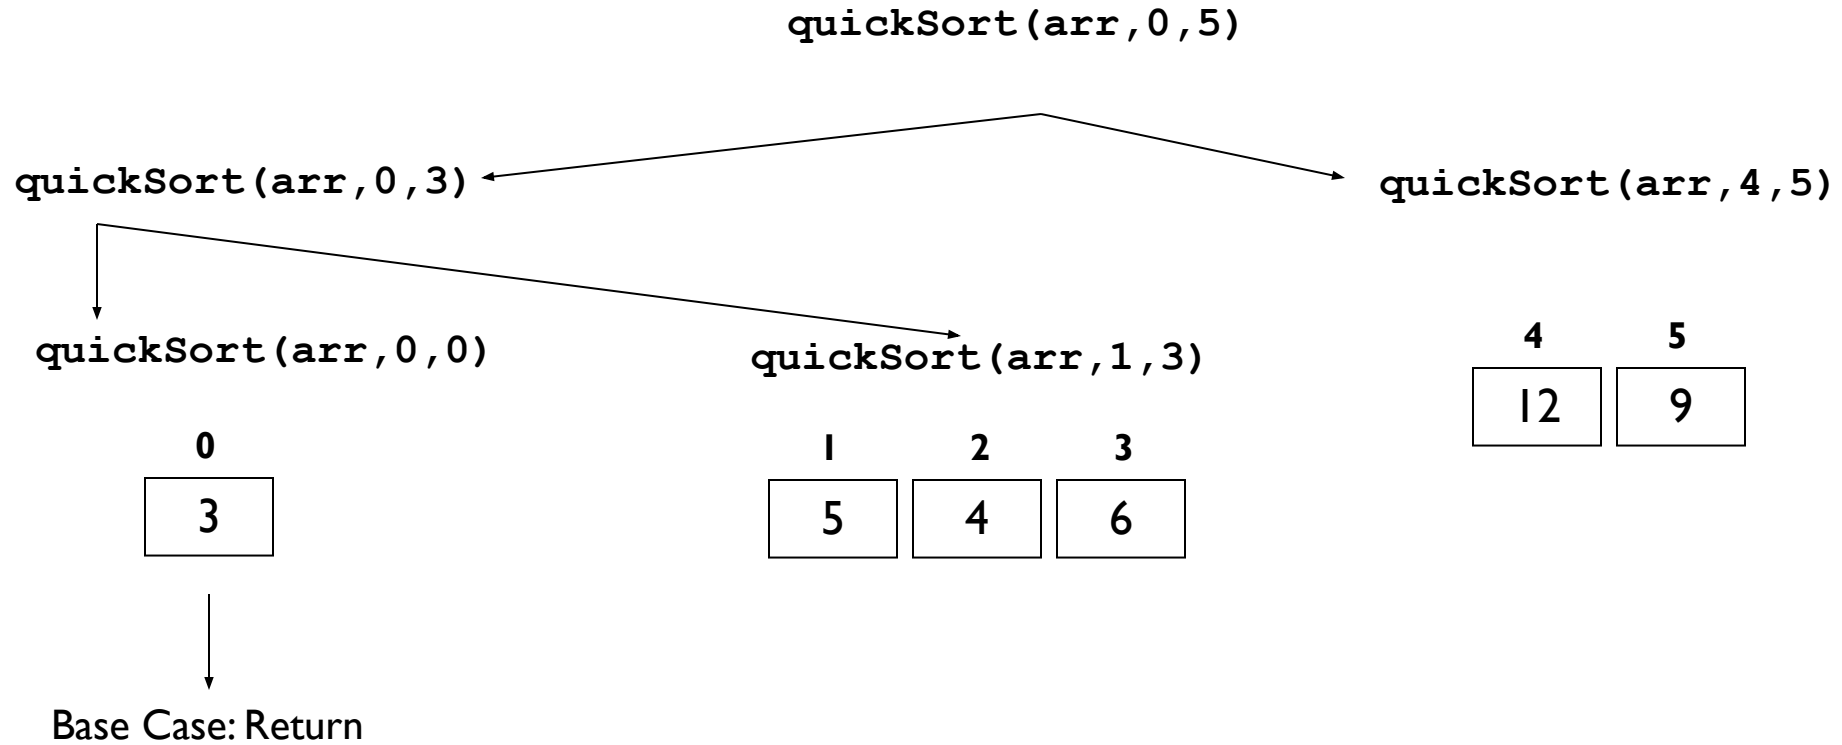 quickSort(arr,0,5)
quickSort(arr,0,3)
quickSort(arr,4,5)
quickSort(arr,0,0)
quickSort(arr,1,3)
4 5
12 9
0
3
1 2 3
5 4 6
Base Case: Return